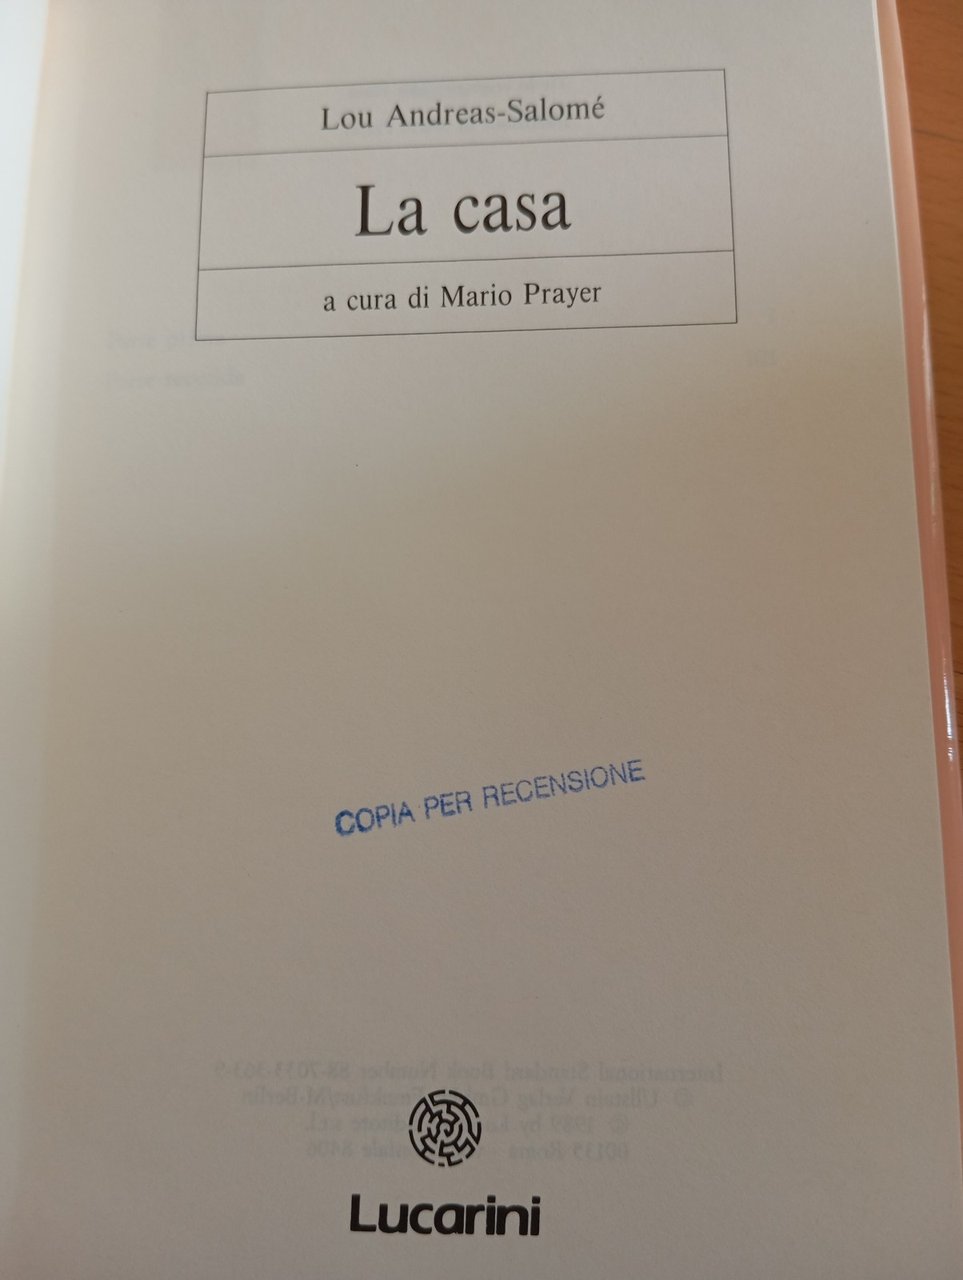 Lou Andreas-Salomé
La casa
a cura di Mario Prayer
COPIA PER RECENSIONE
Lucarini